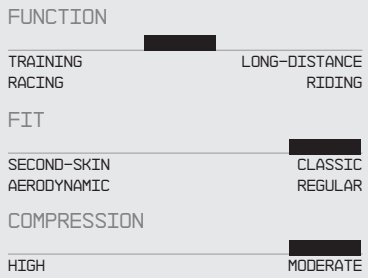 FUNCTION
TRAINING LONG-DISTANCE
RACING RIDING
FIT
SECOND-SKIN CLASSIC
AERODYNAMIC REGULAR
COMPRESSION
HIGH MODERATE